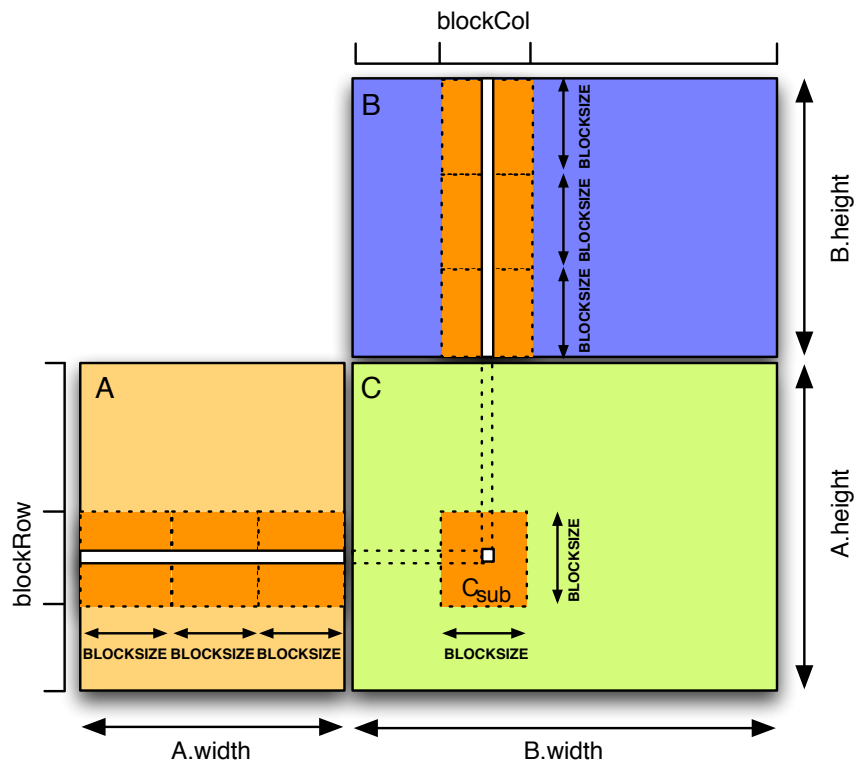 blockCol
B
BLOCKSIZE
BLOCKSIZE
BLOCKSIZE
B.height
A
C
blockRow
BLOCKSIZE
A.height
Csub
BLOCKSIZE BLOCKSIZE BLOCKSIZE
BLOCKSIZE
A.width
B.width